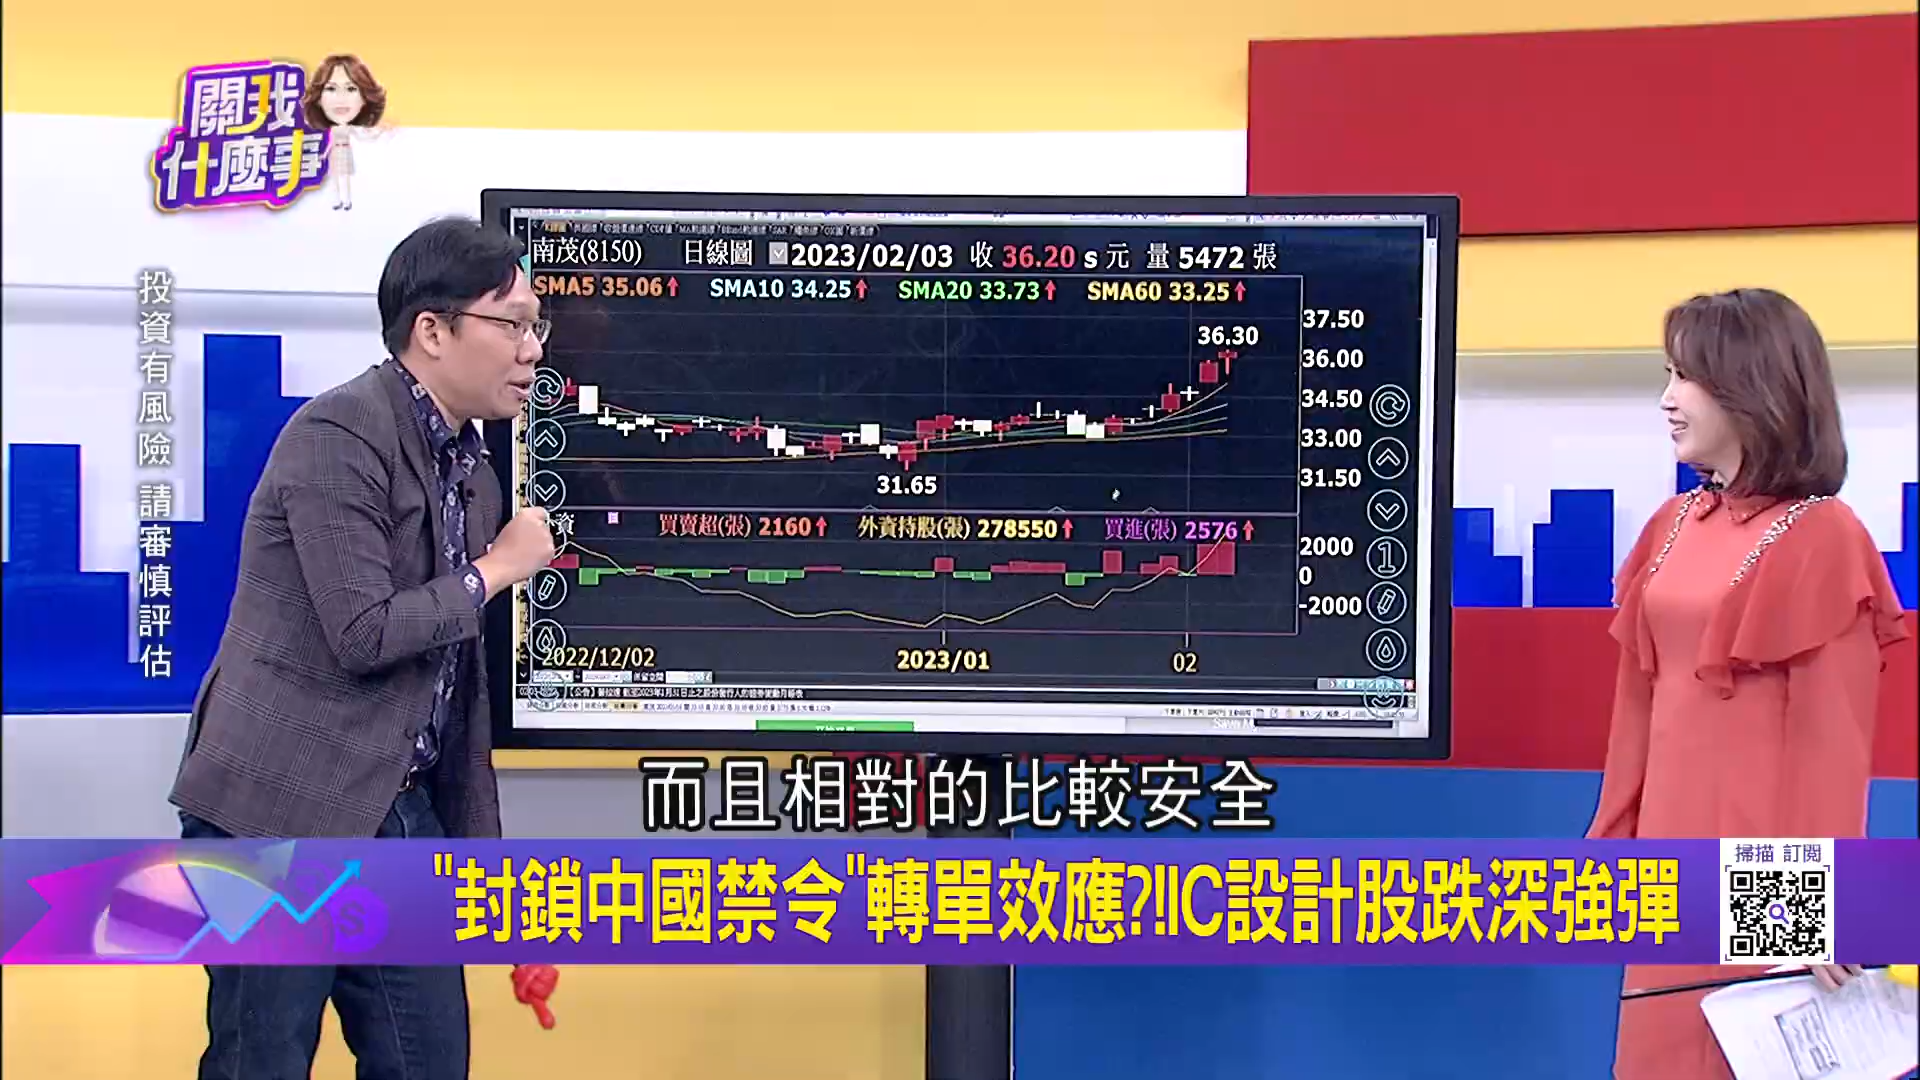 關我
什麼事
投資有風險 請審慎評估
南茂(8150) 日線圖 2023/02/03 收 36.20 s 元 量 5472 張
SMA5 35.06↑ SMA10 34.25↑ SMA20 33.73↑ SMA60 33.25↑
37.50
36.30
36.00
34.50
33.00
31.50
31.65
外資 買賣超(張) 2160↑ 外資持股(張) 278550↑ 買進(張) 2576↑
2000
0
-2000
1
2022/12/02 2023/01 02
而且相對的比較安全
"封鎖中國禁令"轉單效應?!IC設計股跌深強彈
掃描 訂閱